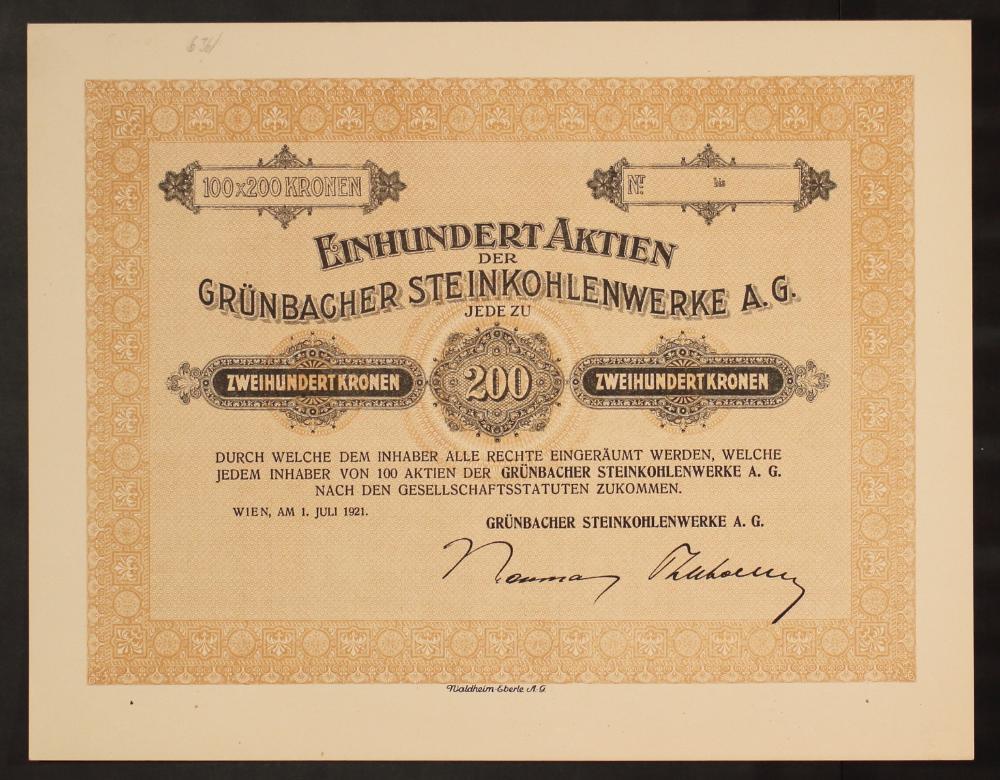 636/
100x200 KRONEN
Nr. bis
EINHUNDERT AKTIEN
DER
GRÜNBACHER STEINKOHLENWERKE A. G.
JEDE ZU
ZWEIHUNDERT KRONEN 200 ZWEIHUNDERT KRONEN
DURCH WELCHE DEM INHABER ALLE RECHTE EINGERÄUMT WERDEN, WELCHE
JEDEM INHABER VON 100 AKTIEN DER GRÜNBACHER STEINKOHLENWERKE A. G.
NACH DEN GESELLSCHAFTSSTATUTEN ZUKOMMEN.
WIEN, AM 1. JULI 1921.
GRÜNBACHER STEINKOHLENWERKE A. G.
Waldheim-Eberle A. G.